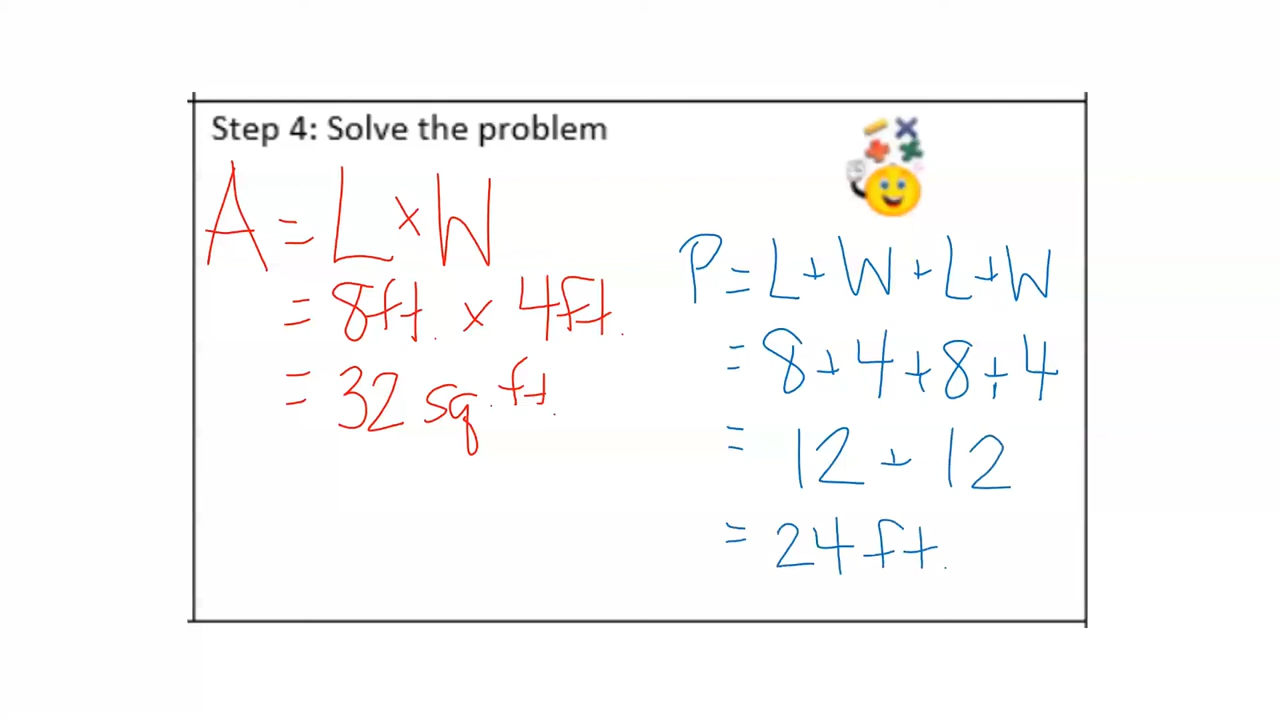 Step 4: Solve the problem
A = L × W
= 8ft. × 4ft.
= 32 sq. ft.
P = L + W + L + W
= 8 + 4 + 8 + 4
= 12 + 12
= 24 ft.